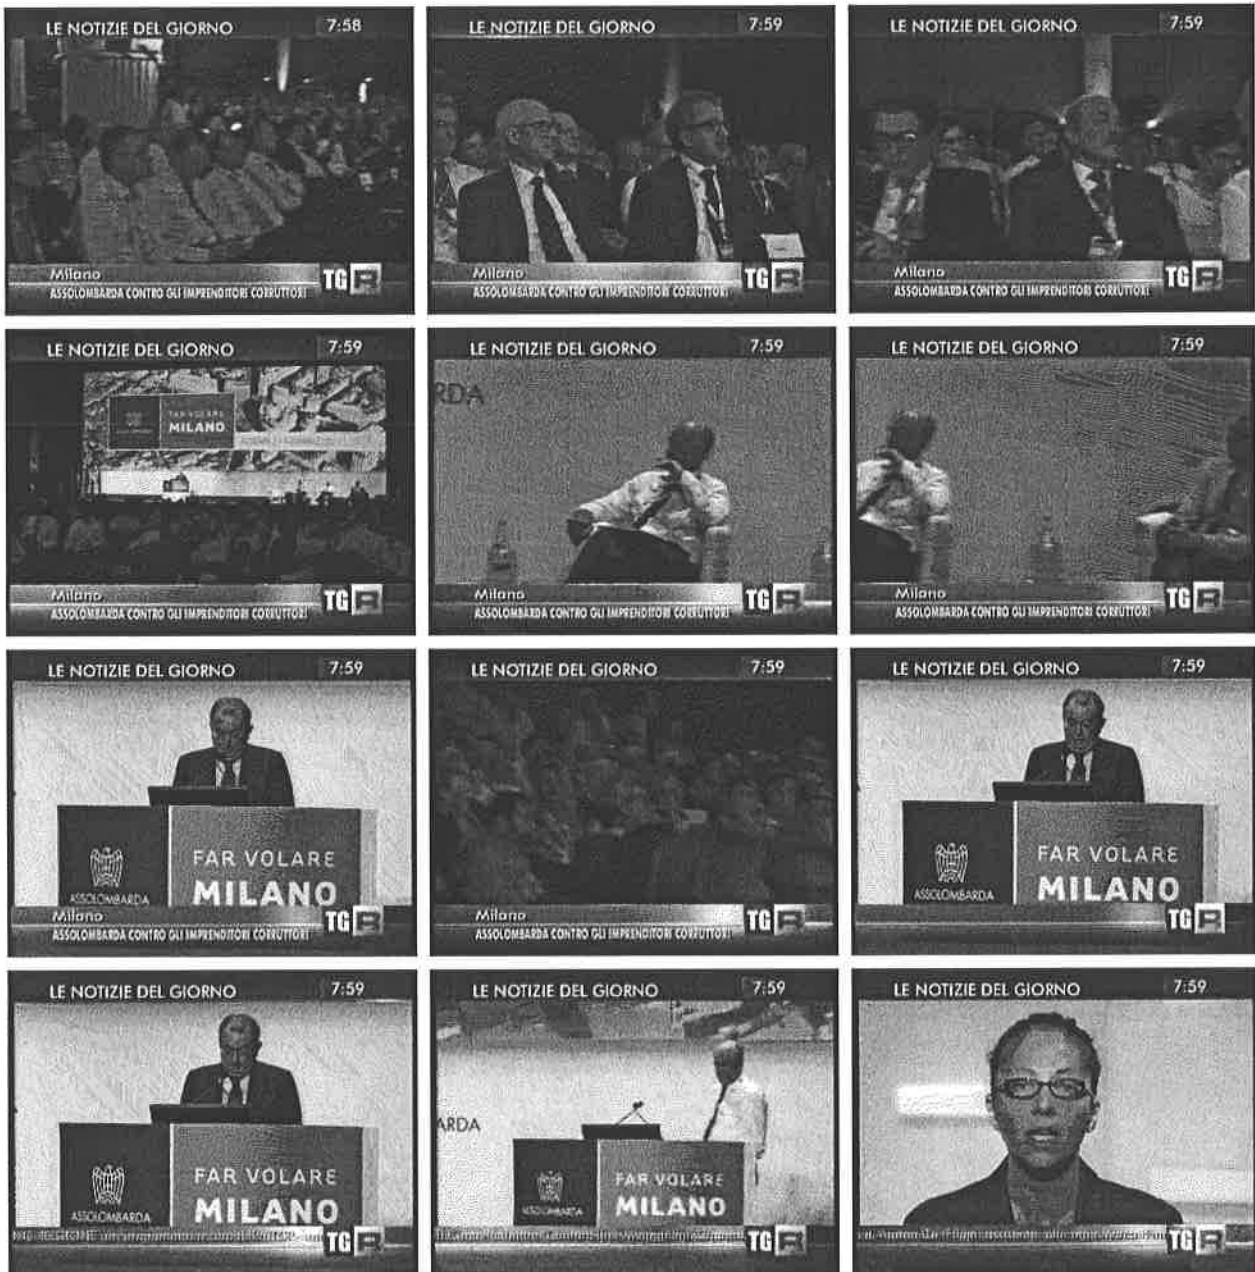 LE NOTIZIE DEL GIORNO 7:58
Milano
ASSOLOMBARDA CONTRO GLI IMPRENDITORI CORRUTTORI
TG R
LE NOTIZIE DEL GIORNO 7:59
Milano
ASSOLOMBARDA CONTRO GLI IMPRENDITORI CORRUTTORI
TG R
LE NOTIZIE DEL GIORNO 7:59
Milano
ASSOLOMBARDA CONTRO GLI IMPRENDITORI CORRUTTORI
TG R
LE NOTIZIE DEL GIORNO 7:59
FAR VOLARE
MILANO
Milano
ASSOLOMBARDA CONTRO GLI IMPRENDITORI CORRUTTORI
TG R
LE NOTIZIE DEL GIORNO 7:59
RDA
Milano
ASSOLOMBARDA CONTRO GLI IMPRENDITORI CORRUTTORI
TG R
LE NOTIZIE DEL GIORNO 7:59
Milano
ASSOLOMBARDA CONTRO GLI IMPRENDITORI CORRUTTORI
TG R
LE NOTIZIE DEL GIORNO 7:59
FAR VOLARE
MILANO
ASSOLOMBARDA
Milano
ASSOLOMBARDA CONTRO GLI IMPRENDITORI CORRUTTORI
TG R
LE NOTIZIE DEL GIORNO 7:59
Milano
ASSOLOMBARDA CONTRO GLI IMPRENDITORI CORRUTTORI
TG R
LE NOTIZIE DEL GIORNO 7:59
FAR VOLARE
MILANO
ASSOLOMBARDA
TG R
LE NOTIZIE DEL GIORNO 7:59
FAR VOLARE
MILANO
ASSOLOMBARDA
TG R
LE NOTIZIE DEL GIORNO 7:59
ARDA
FAR VOLARE
MILANO
ASSOLOMBARDA
TG R
LE NOTIZIE DEL GIORNO 7:59
TG R